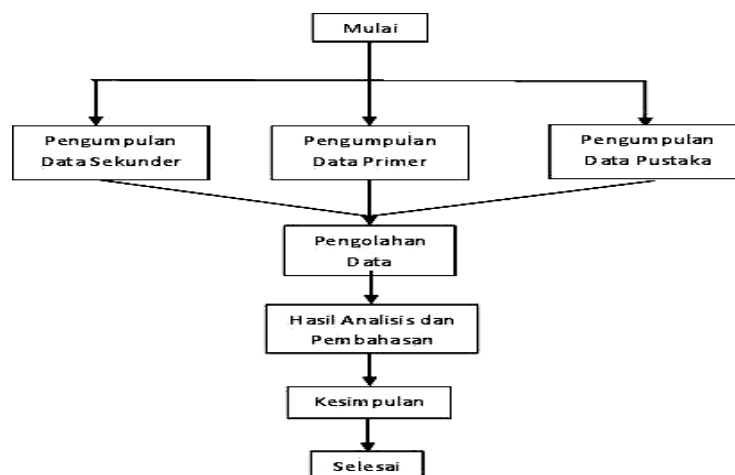 Mulai
Pengumpulan
Data Sekunder
Pengumpulan
Data Primer
Pengumpulan
Data Pustaka
Pengolahan
Data
Hasil Analisis dan
Pembahasan
Kesimpulan
Selesai